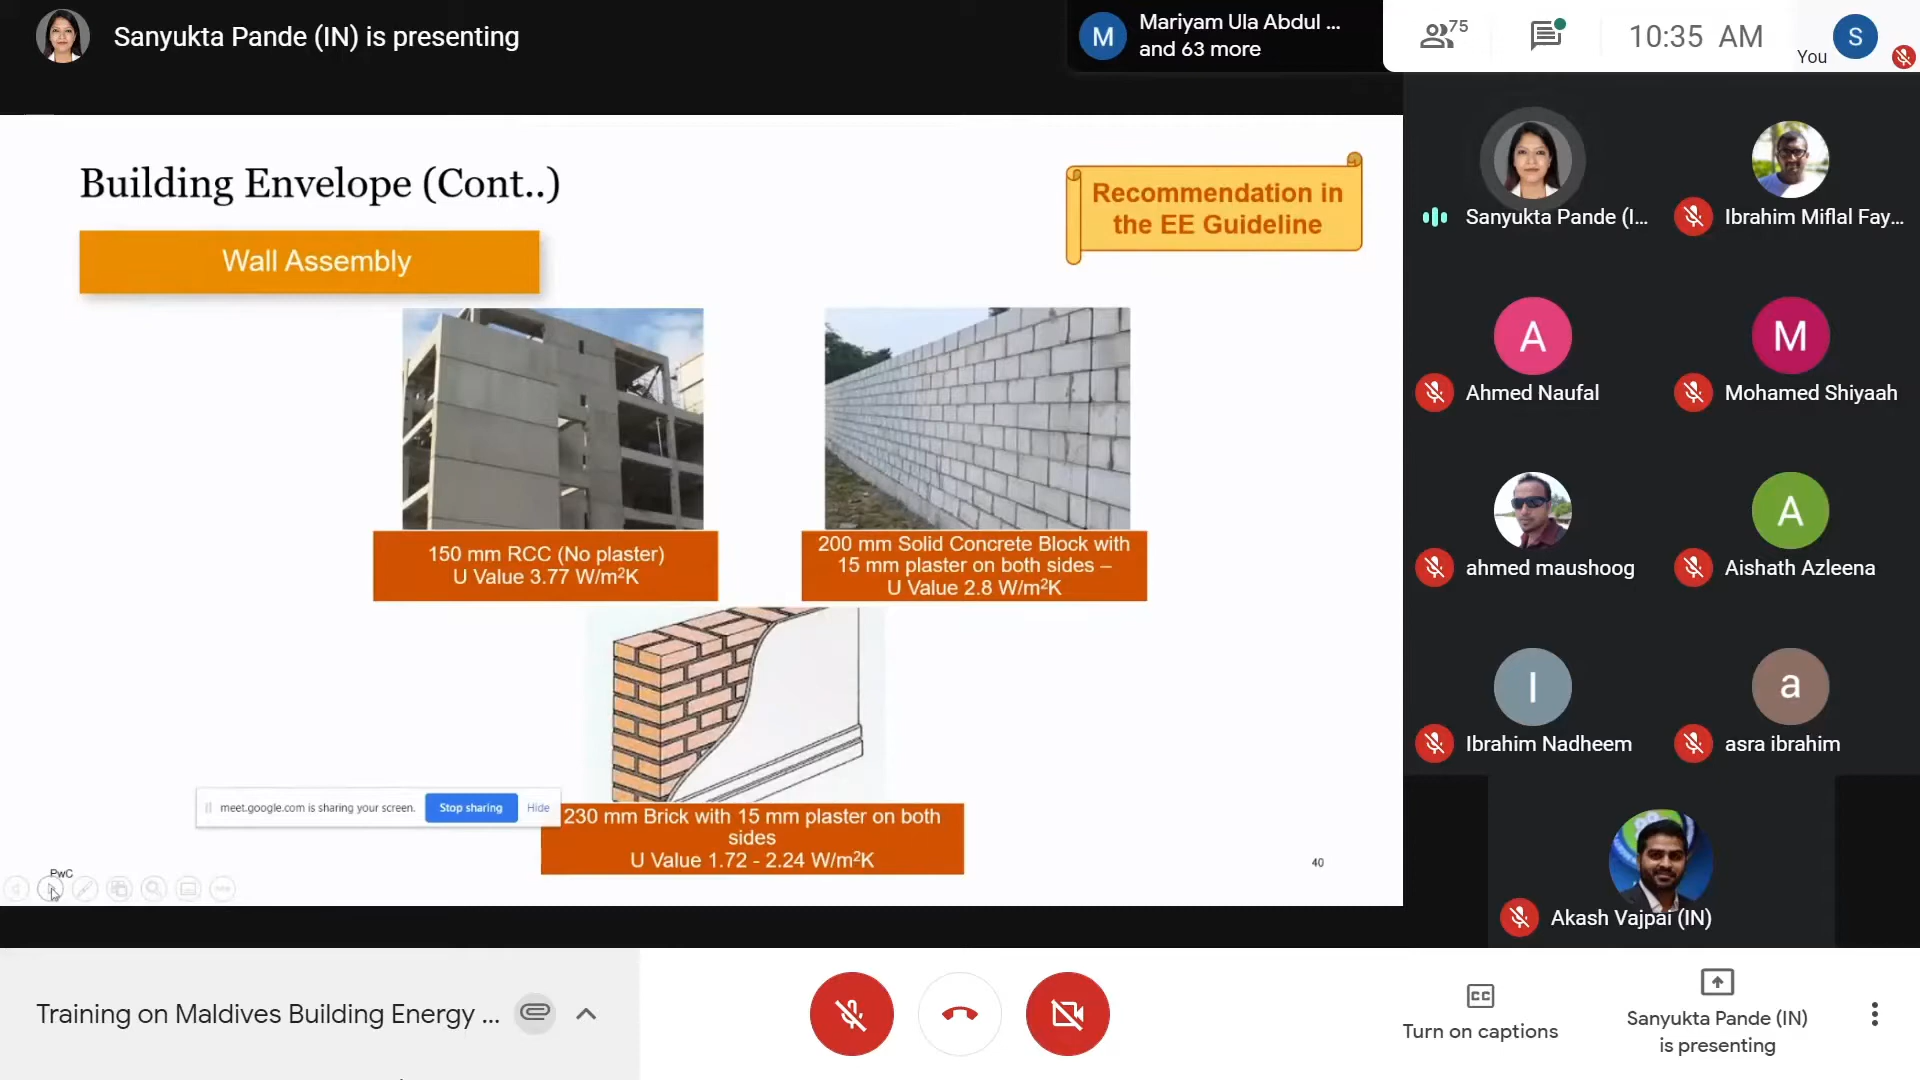 Sanyukta Pande (IN) is presenting
M
Mariyam Ula Abdul ...
and 63 more
75
10:35 AM
You
S
Building Envelope (Cont..)
Recommendation in
the EE Guideline
Wall Assembly
150 mm RCC (No plaster)
U Value 3.77 W/m²K
200 mm Solid Concrete Block with
15 mm plaster on both sides –
U Value 2.8 W/m²K
meet.google.com is sharing your screen.
Stop sharing
Hide
230 mm Brick with 15 mm plaster on both
sides
U Value 1.72 - 2.24 W/m²K
PwC
40
Sanyukta Pande (I...
Ibrahim Miflal Fay...
A
Ahmed Naufal
M
Mohamed Shiyaah
ahmed maushoog
A
Aishath Azleena
I
Ibrahim Nadheem
a
asra ibrahim
Akash Vajpai (IN)
Training on Maldives Building Energy ...
CC
Turn on captions
Sanyukta Pande (IN)
is presenting